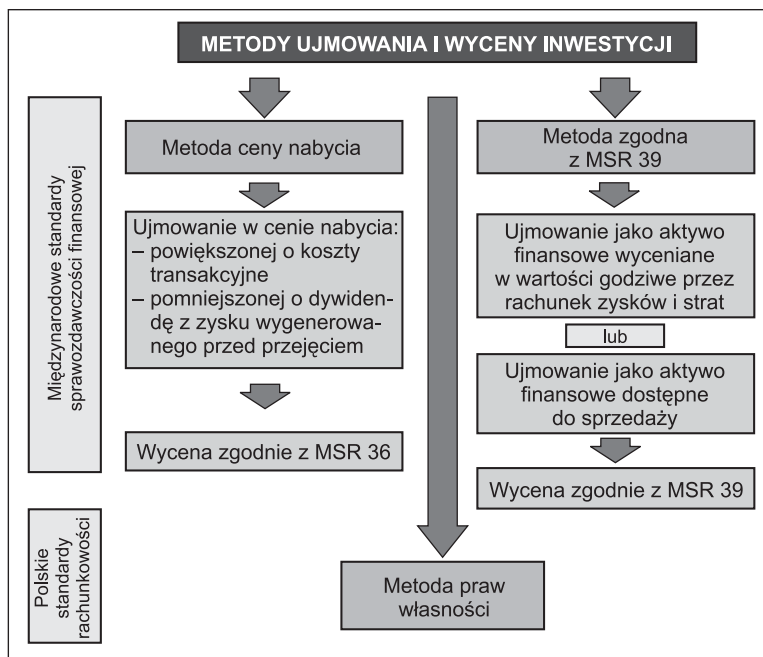 METODY UJMOWANIA I WYCENY INWESTYCJI
Międzynarodowe standardy
sprawozdawczości finansowej
Metoda ceny nabycia
Ujmowanie w cenie nabycia:
– powiększonej o koszty
transakcyjne
– pomniejszonej o dywiden-
dę z zysku wygenerowa-
nego przed przejęciem
Wycena zgodnie z MSR 36
Metoda zgodna
z MSR 39
Ujmowanie jako aktywo
finansowe wyceniane
w wartości godziwe przez
rachunek zysków i strat
lub
Ujmowanie jako aktywo
finansowe dostępne
do sprzedaży
Wycena zgodnie z MSR 39
Polskie
standardy
rachunkowości
Metoda praw
własności